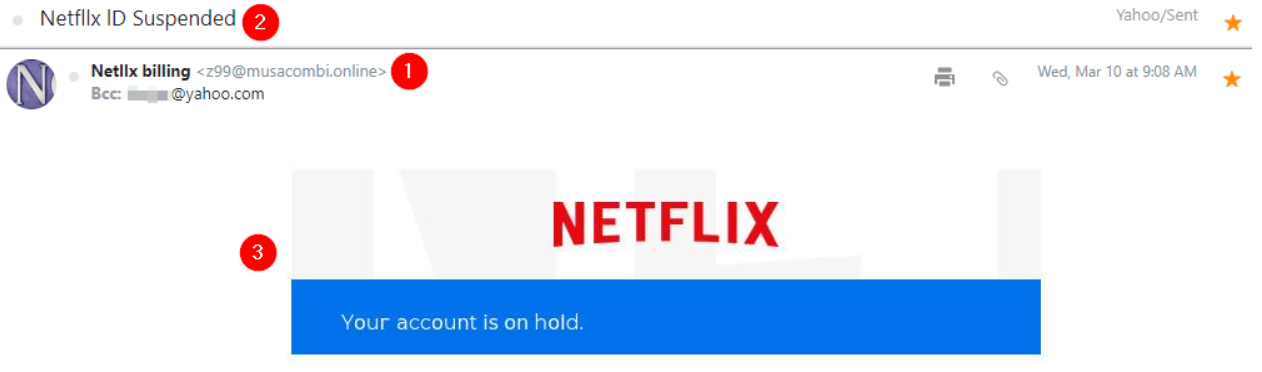 Netfllx lD Suspended 2
Yahoo/Sent
Netllx billing <z99@musacombi.online> 1
Wed, Mar 10 at 9:08 AM
Bcc: @yahoo.com
N
NETFLIX
3
Your account is on hold.